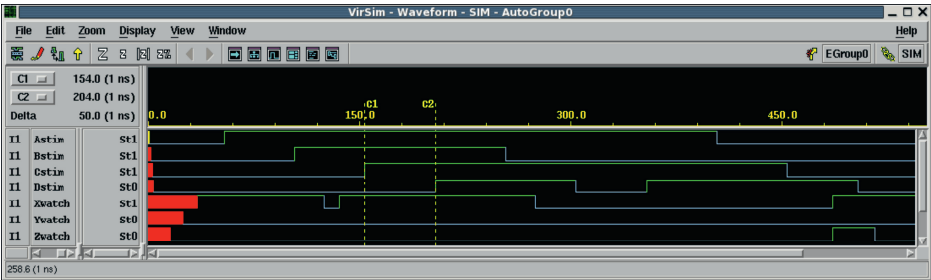 VirSim - Waveform - SIM - AutoGroup0
File Edit Zoom Display View Window Help
Z Z |Z| Z% EGroup0 SIM
C1 154.0 (1 ns)
C2 204.0 (1 ns)
Delta 50.0 (1 ns)
C1 C2
0.0 150.0 300.0 450.0
I1 Astim St1
I1 Bstim St1
I1 Cstim St1
I1 Dstim St0
I1 Xwatch St1
I1 Ywatch St0
I1 Zwatch St0
258.6 (1 ns)